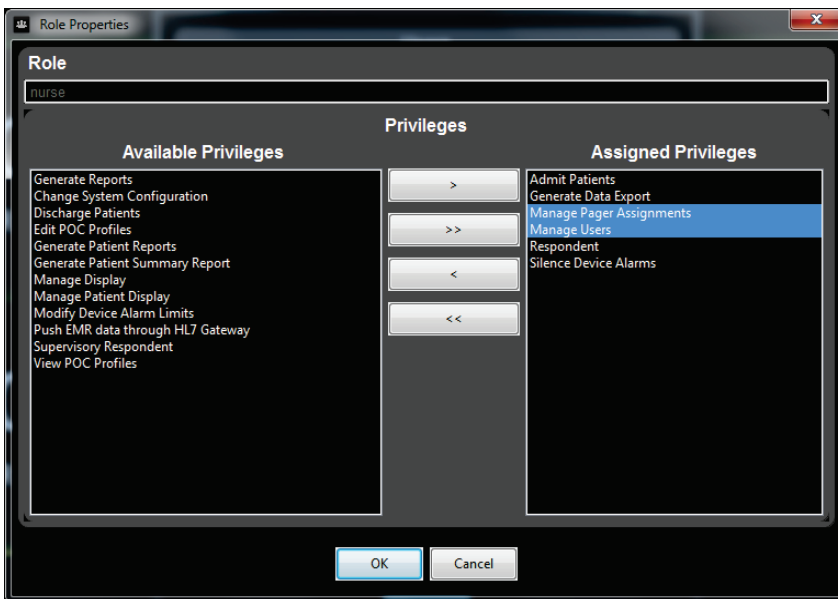 Role Properties
Role
nurse
Privileges
Available Privileges
Assigned Privileges
Generate Reports
Change System Configuration
Discharge Patients
Edit POC Profiles
Generate Patient Reports
Generate Patient Summary Report
Manage Display
Manage Patient Display
Modify Device Alarm Limits
Push EMR data through HL7 Gateway
Supervisory Respondent
View POC Profiles
>
>>
<
<<
Admit Patients
Generate Data Export
Manage Pager Assignments
Manage Users
Respondent
Silence Device Alarms
OK
Cancel